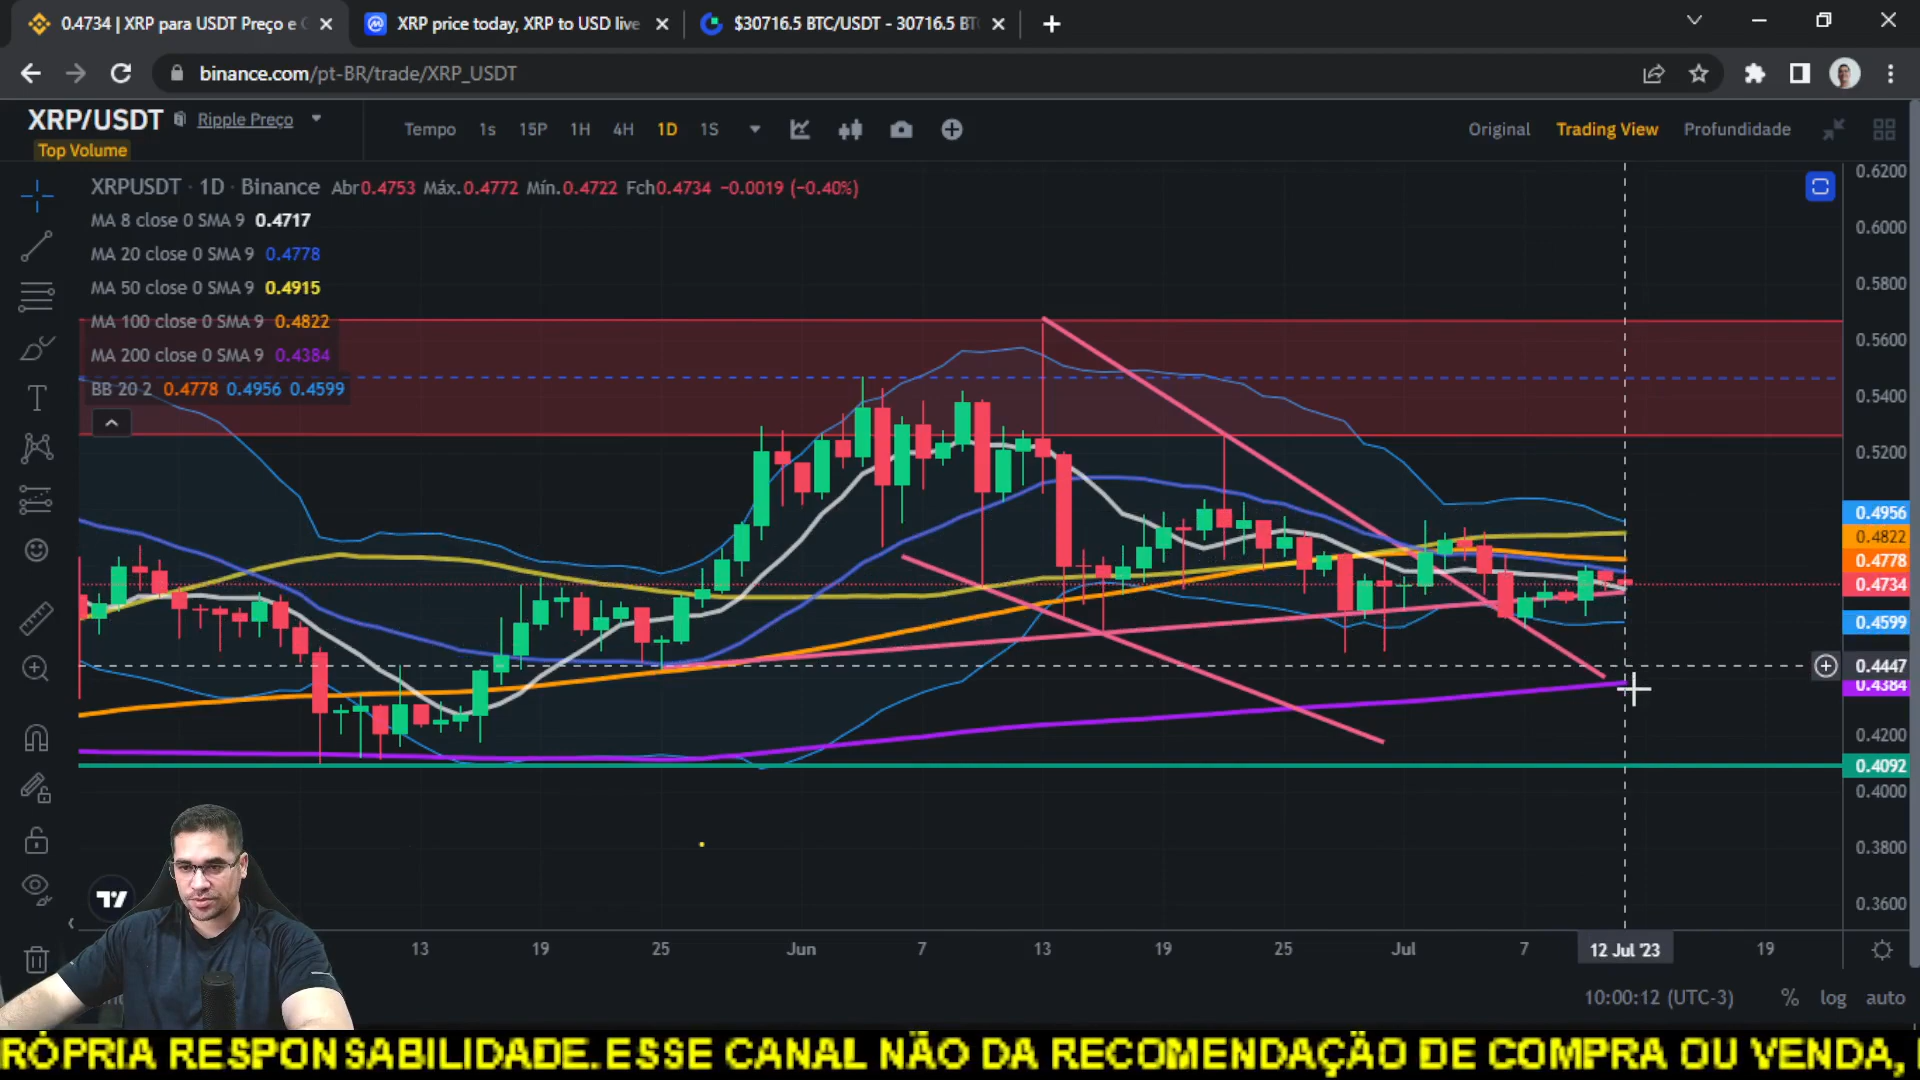 0.4734 | XRP para USDT Preço e
XRP price today, XRP to USD live
$30716.5 BTC/USDT - 30716.5 BT
binance.com/pt-BR/trade/XRP_USDT
XRP/USDT Ripple Preço
Top Volume
Tempo 1s 15P 1H 4H 1D 1S
Original Trading View Profundidade
XRPUSDT · 1D · Binance Abr0.4753 Máx.0.4772 Mín.0.4722 Fch0.4734 −0.0019 (−0.40%)
MA 8 close 0 SMA 9 0.4717
MA 20 close 0 SMA 9 0.4778
MA 50 close 0 SMA 9 0.4915
MA 100 close 0 SMA 9 0.4822
MA 200 close 0 SMA 9 0.4384
BB 20 2 0.4778 0.4956 0.4599
0.6200
0.6000
0.5800
0.5600
0.5400
0.5200
0.4956
0.4822
0.4778
0.4734
0.4599
0.4447
0.4384
0.4200
0.4092
0.4000
0.3800
0.3600
13 19 25 Jun 7 13 19 25 Jul 7 12 Jul '23 19
10:00:12 (UTC-3) % log auto
RÓPRIA RESPONSABILIDADE.ESSE CANAL NÃO DA RECOMENDAÇÃO DE COMPRA OU VENDA,